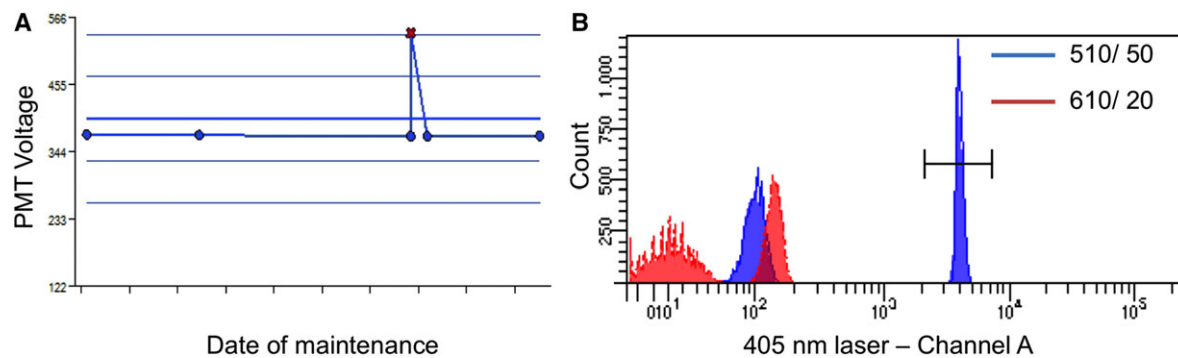 A
566
455
344
233
122
PMT Voltage
Date of maintenance
B
1.000
750
500
250
Count
510/ 50
610/ 20
010¹ 10² 10³ 10⁴ 10⁵
405 nm laser – Channel A